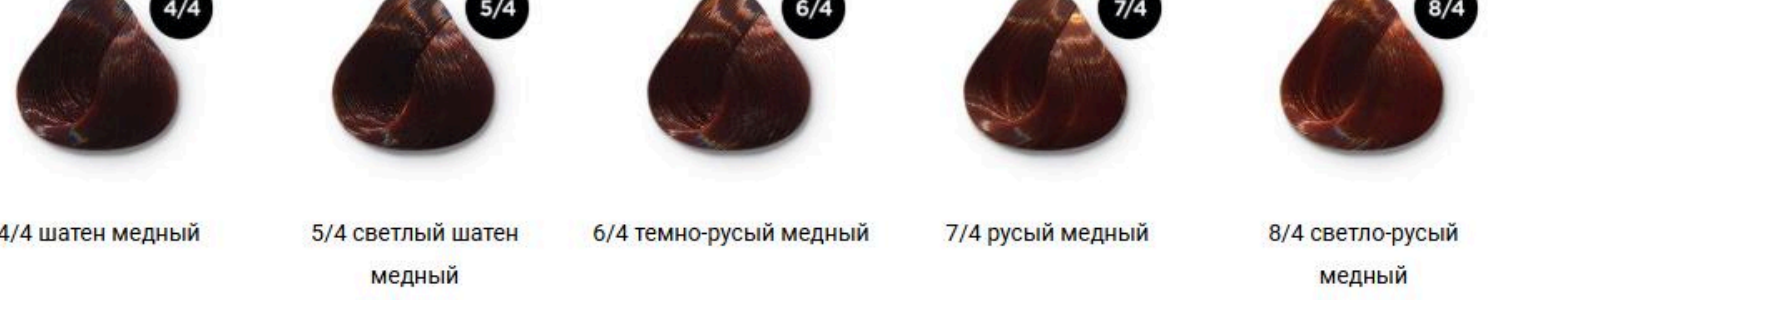 4/4
5/4
6/4
7/4
8/4
4/4 шатен медный
5/4 светлый шатен
медный
6/4 темно-русый медный
7/4 русый медный
8/4 светло-русый
медный